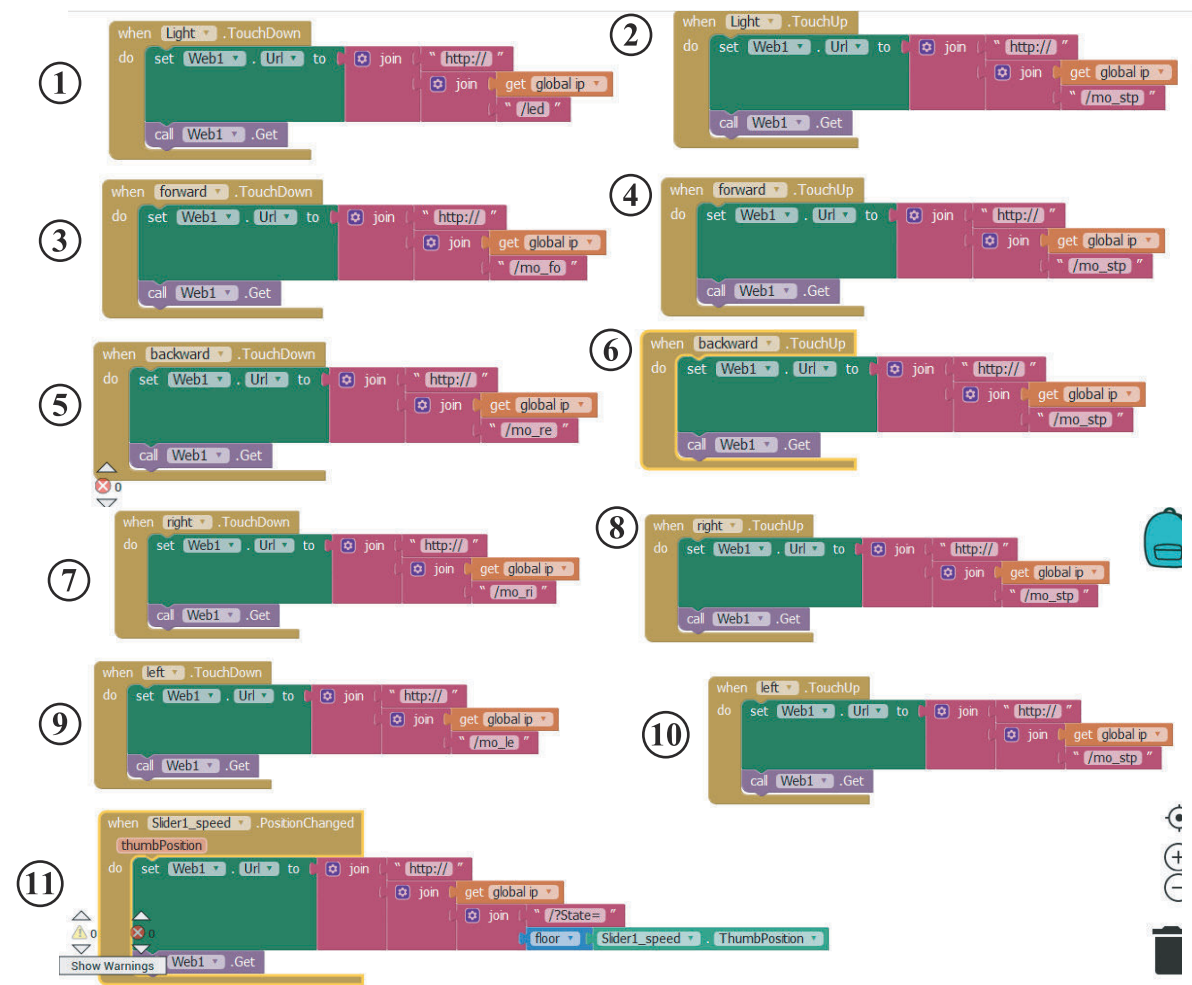 1
when Light .TouchDown
do set Web1 . Url to join " http:// "
join get global ip
" /led "
call Web1 .Get
2
when Light .TouchUp
do set Web1 . Url to join " http:// "
join get global ip
" /mo_stp "
call Web1 .Get
3
when forward .TouchDown
do set Web1 . Url to join " http:// "
join get global ip
" /mo_fo "
call Web1 .Get
4
when forward .TouchUp
do set Web1 . Url to join " http:// "
join get global ip
" /mo_stp "
call Web1 .Get
5
when backward .TouchDown
do set Web1 . Url to join " http:// "
join get global ip
" /mo_re "
call Web1 .Get
0
6
when backward .TouchUp
do set Web1 . Url to join " http:// "
join get global ip
" /mo_stp "
call Web1 .Get
7
when right .TouchDown
do set Web1 . Url to join " http:// "
join get global ip
" /mo_ri "
call Web1 .Get
8
when right .TouchUp
do set Web1 . Url to join " http:// "
join get global ip
" /mo_stp "
call Web1 .Get
9
when left .TouchDown
do set Web1 . Url to join " http:// "
join get global ip
" /mo_le "
call Web1 .Get
10
when left .TouchUp
do set Web1 . Url to join " http:// "
join get global ip
" /mo_stp "
call Web1 .Get
11
when Slider1_speed .PositionChanged
thumbPosition
do set Web1 . Url to join " http:// "
join get global ip
join " /?State= "
floor Slider1_speed . ThumbPosition
0 0
Web1 .Get
Show Warnings